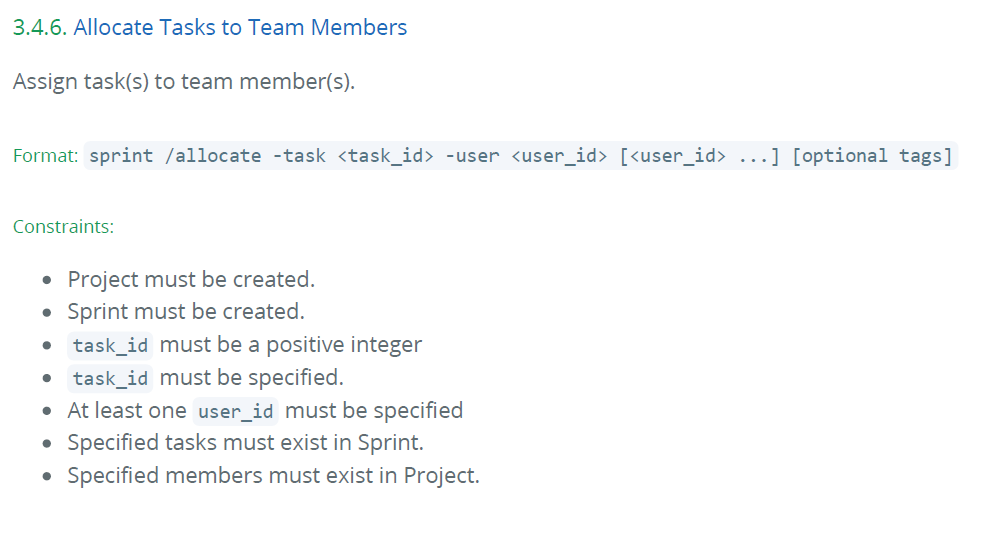 3.4.6. Allocate Tasks to Team Members
Assign task(s) to team member(s).
Format: sprint /allocate -task <task_id> -user <user_id> [<user_id> ...] [optional tags]
Constraints:
• Project must be created.
• Sprint must be created.
• task_id must be a positive integer
• task_id must be specified.
• At least one user_id must be specified
• Specified tasks must exist in Sprint.
• Specified members must exist in Project.